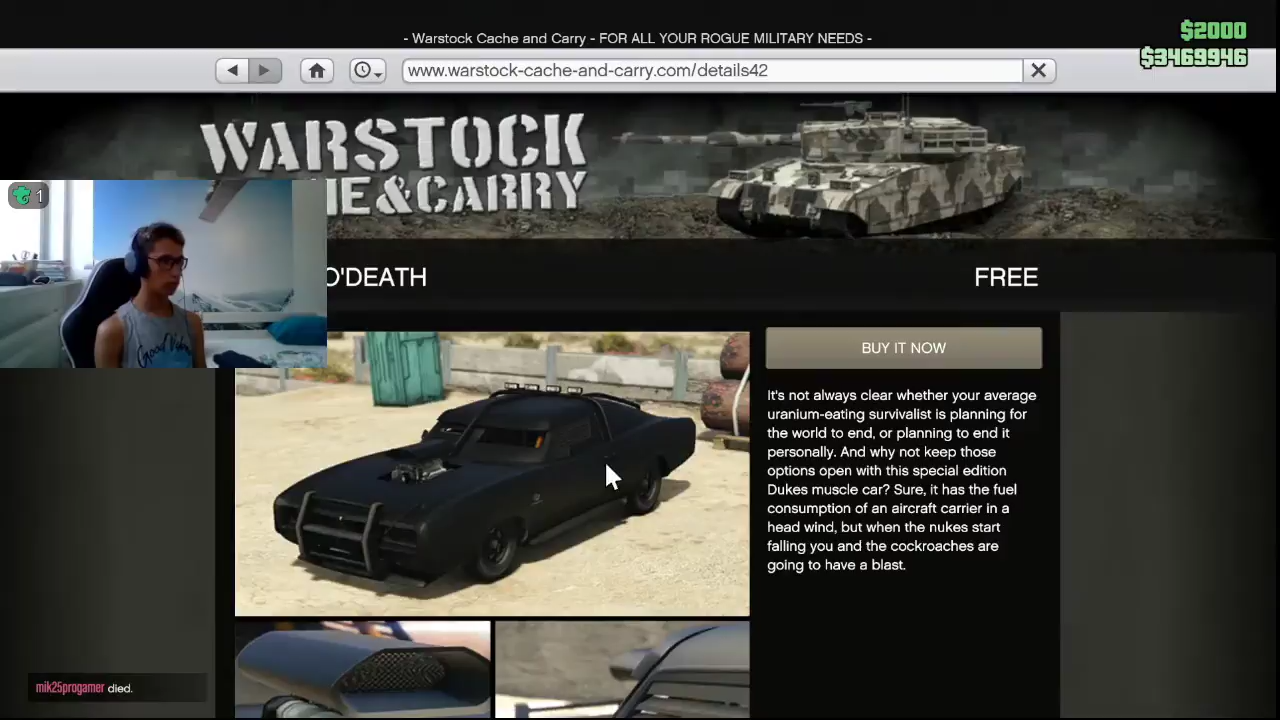 - Warstock Cache and Carry - FOR ALL YOUR ROGUE MILITARY NEEDS -
$2000
$3469946
www.warstock-cache-and-carry.com/details42
WARSTOCK
HE&CARRY
1
O'DEATH
FREE
BUY IT NOW
It's not always clear whether your average
uranium-eating survivalist is planning for
the world to end, or planning to end it
personally. And why not keep those
options open with this special edition
Dukes muscle car? Sure, it has the fuel
consumption of an aircraft carrier in a
head wind, but when the nukes start
falling you and the cockroaches are
going to have a blast.
mik25progamer died.